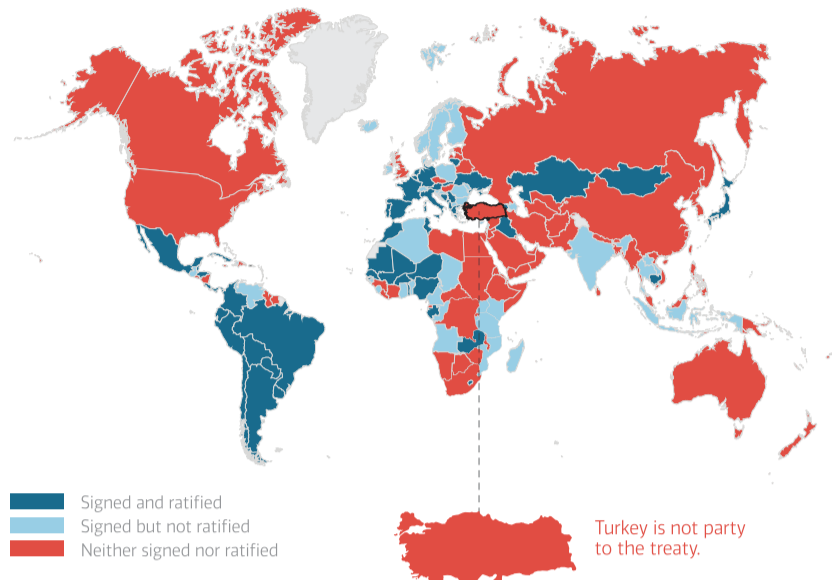 Signed and ratified
Signed but not ratified
Neither signed nor ratified
Turkey is not party
to the treaty.